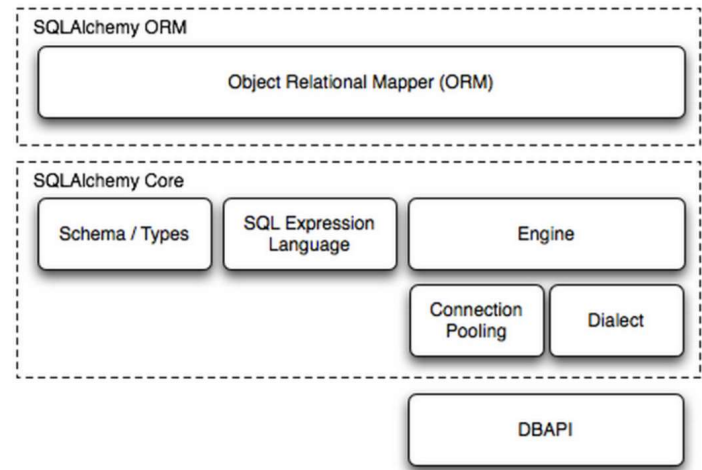 SQLAlchemy ORM
Object Relational Mapper (ORM)
SQLAlchemy Core
Schema / Types
SQL Expression
Language
Engine
Connection
Pooling
Dialect
DBAPI